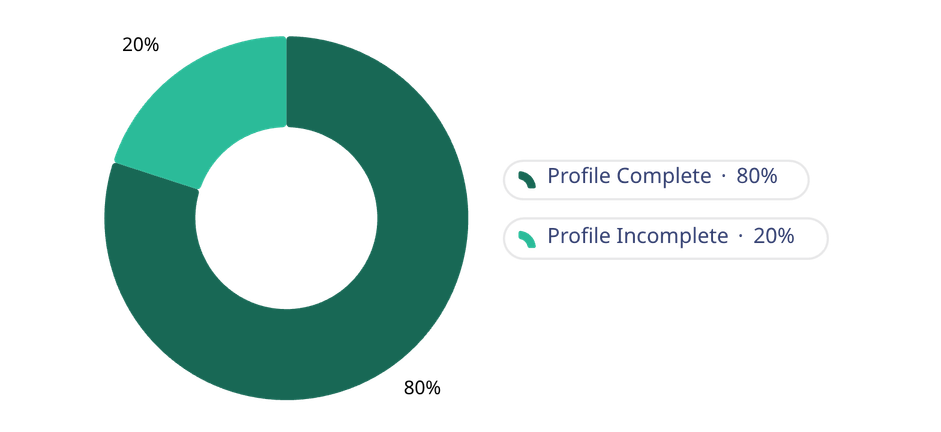 20%
Profile Complete · 80%
Profile Incomplete · 20%
80%